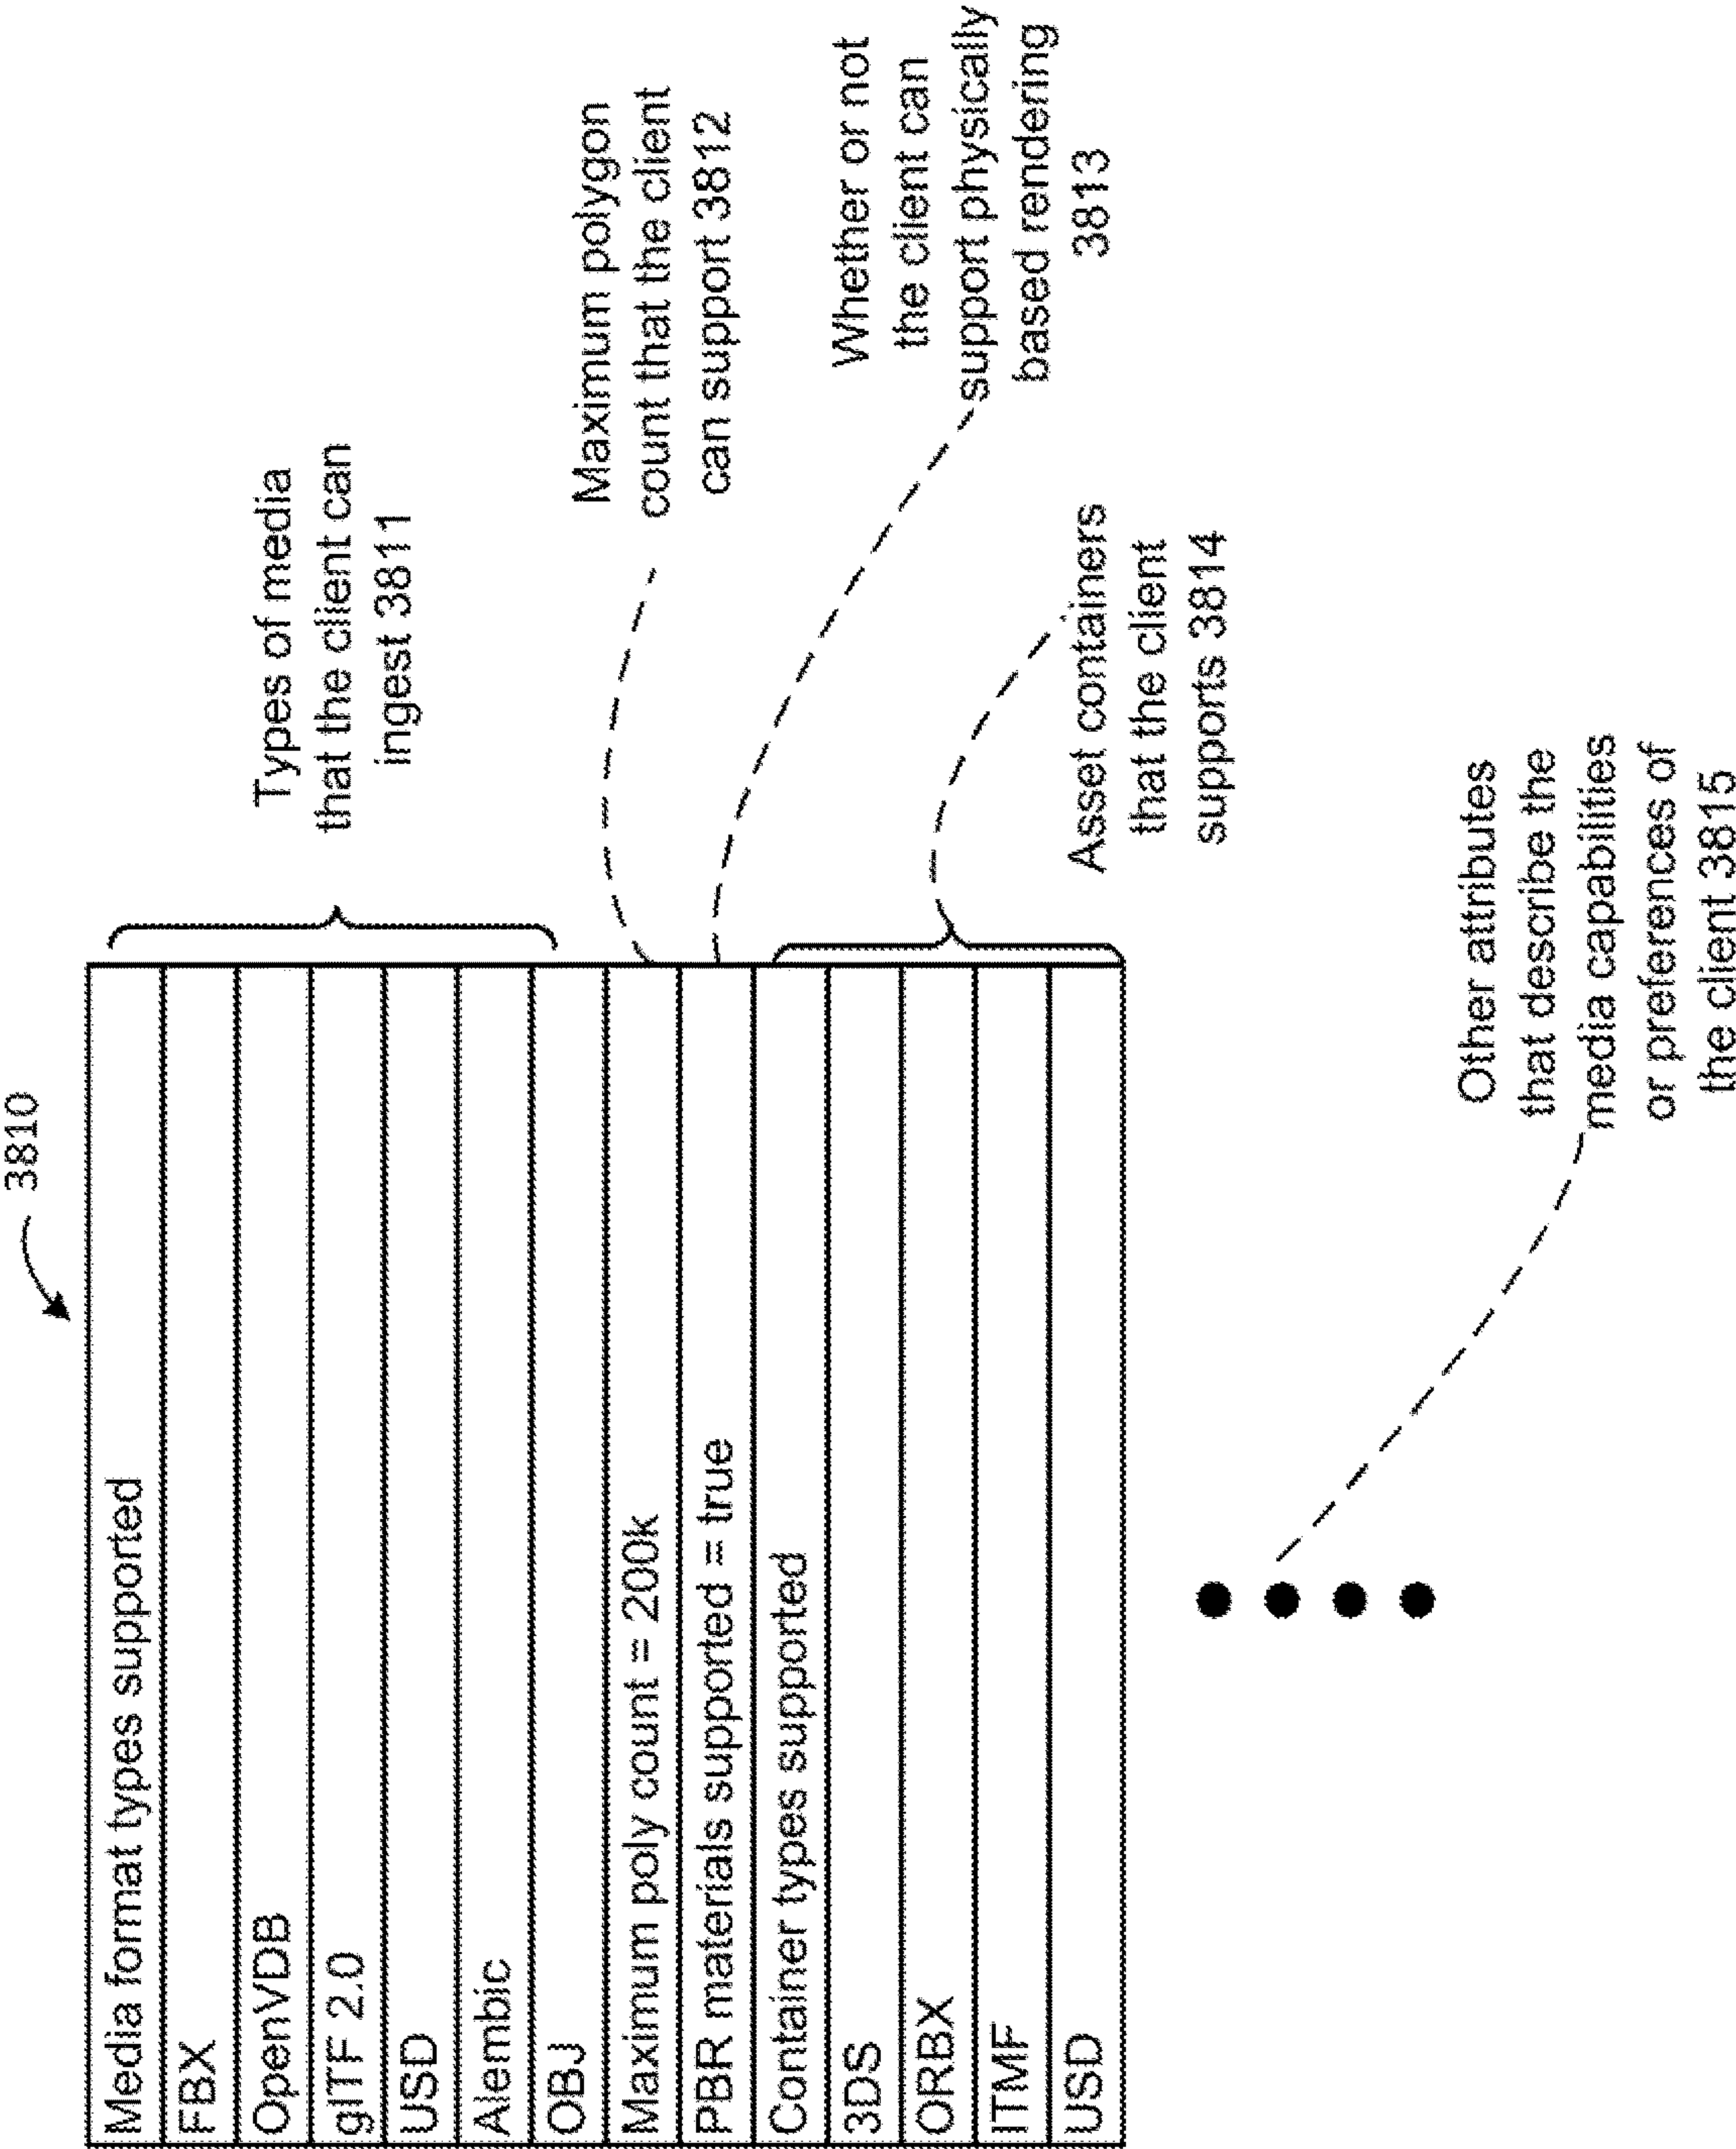 3810
Media format types supported
FBX
OpenVDB
glTF 2.0
USD
Alembic
OBJ
Maximum poly count = 200k
PBR materials supported = true
Container types supported
3DS
ORBX
ITMF
USD
Types of media
that the client can
ingest 3811
Maximum polygon
count that the client
can support 3812
Whether or not
the client can
support physically
based rendering
3813
Asset containers
that the client
supports 3814
Other attributes
that describe the
media capabilities
or preferences of
the client 3815